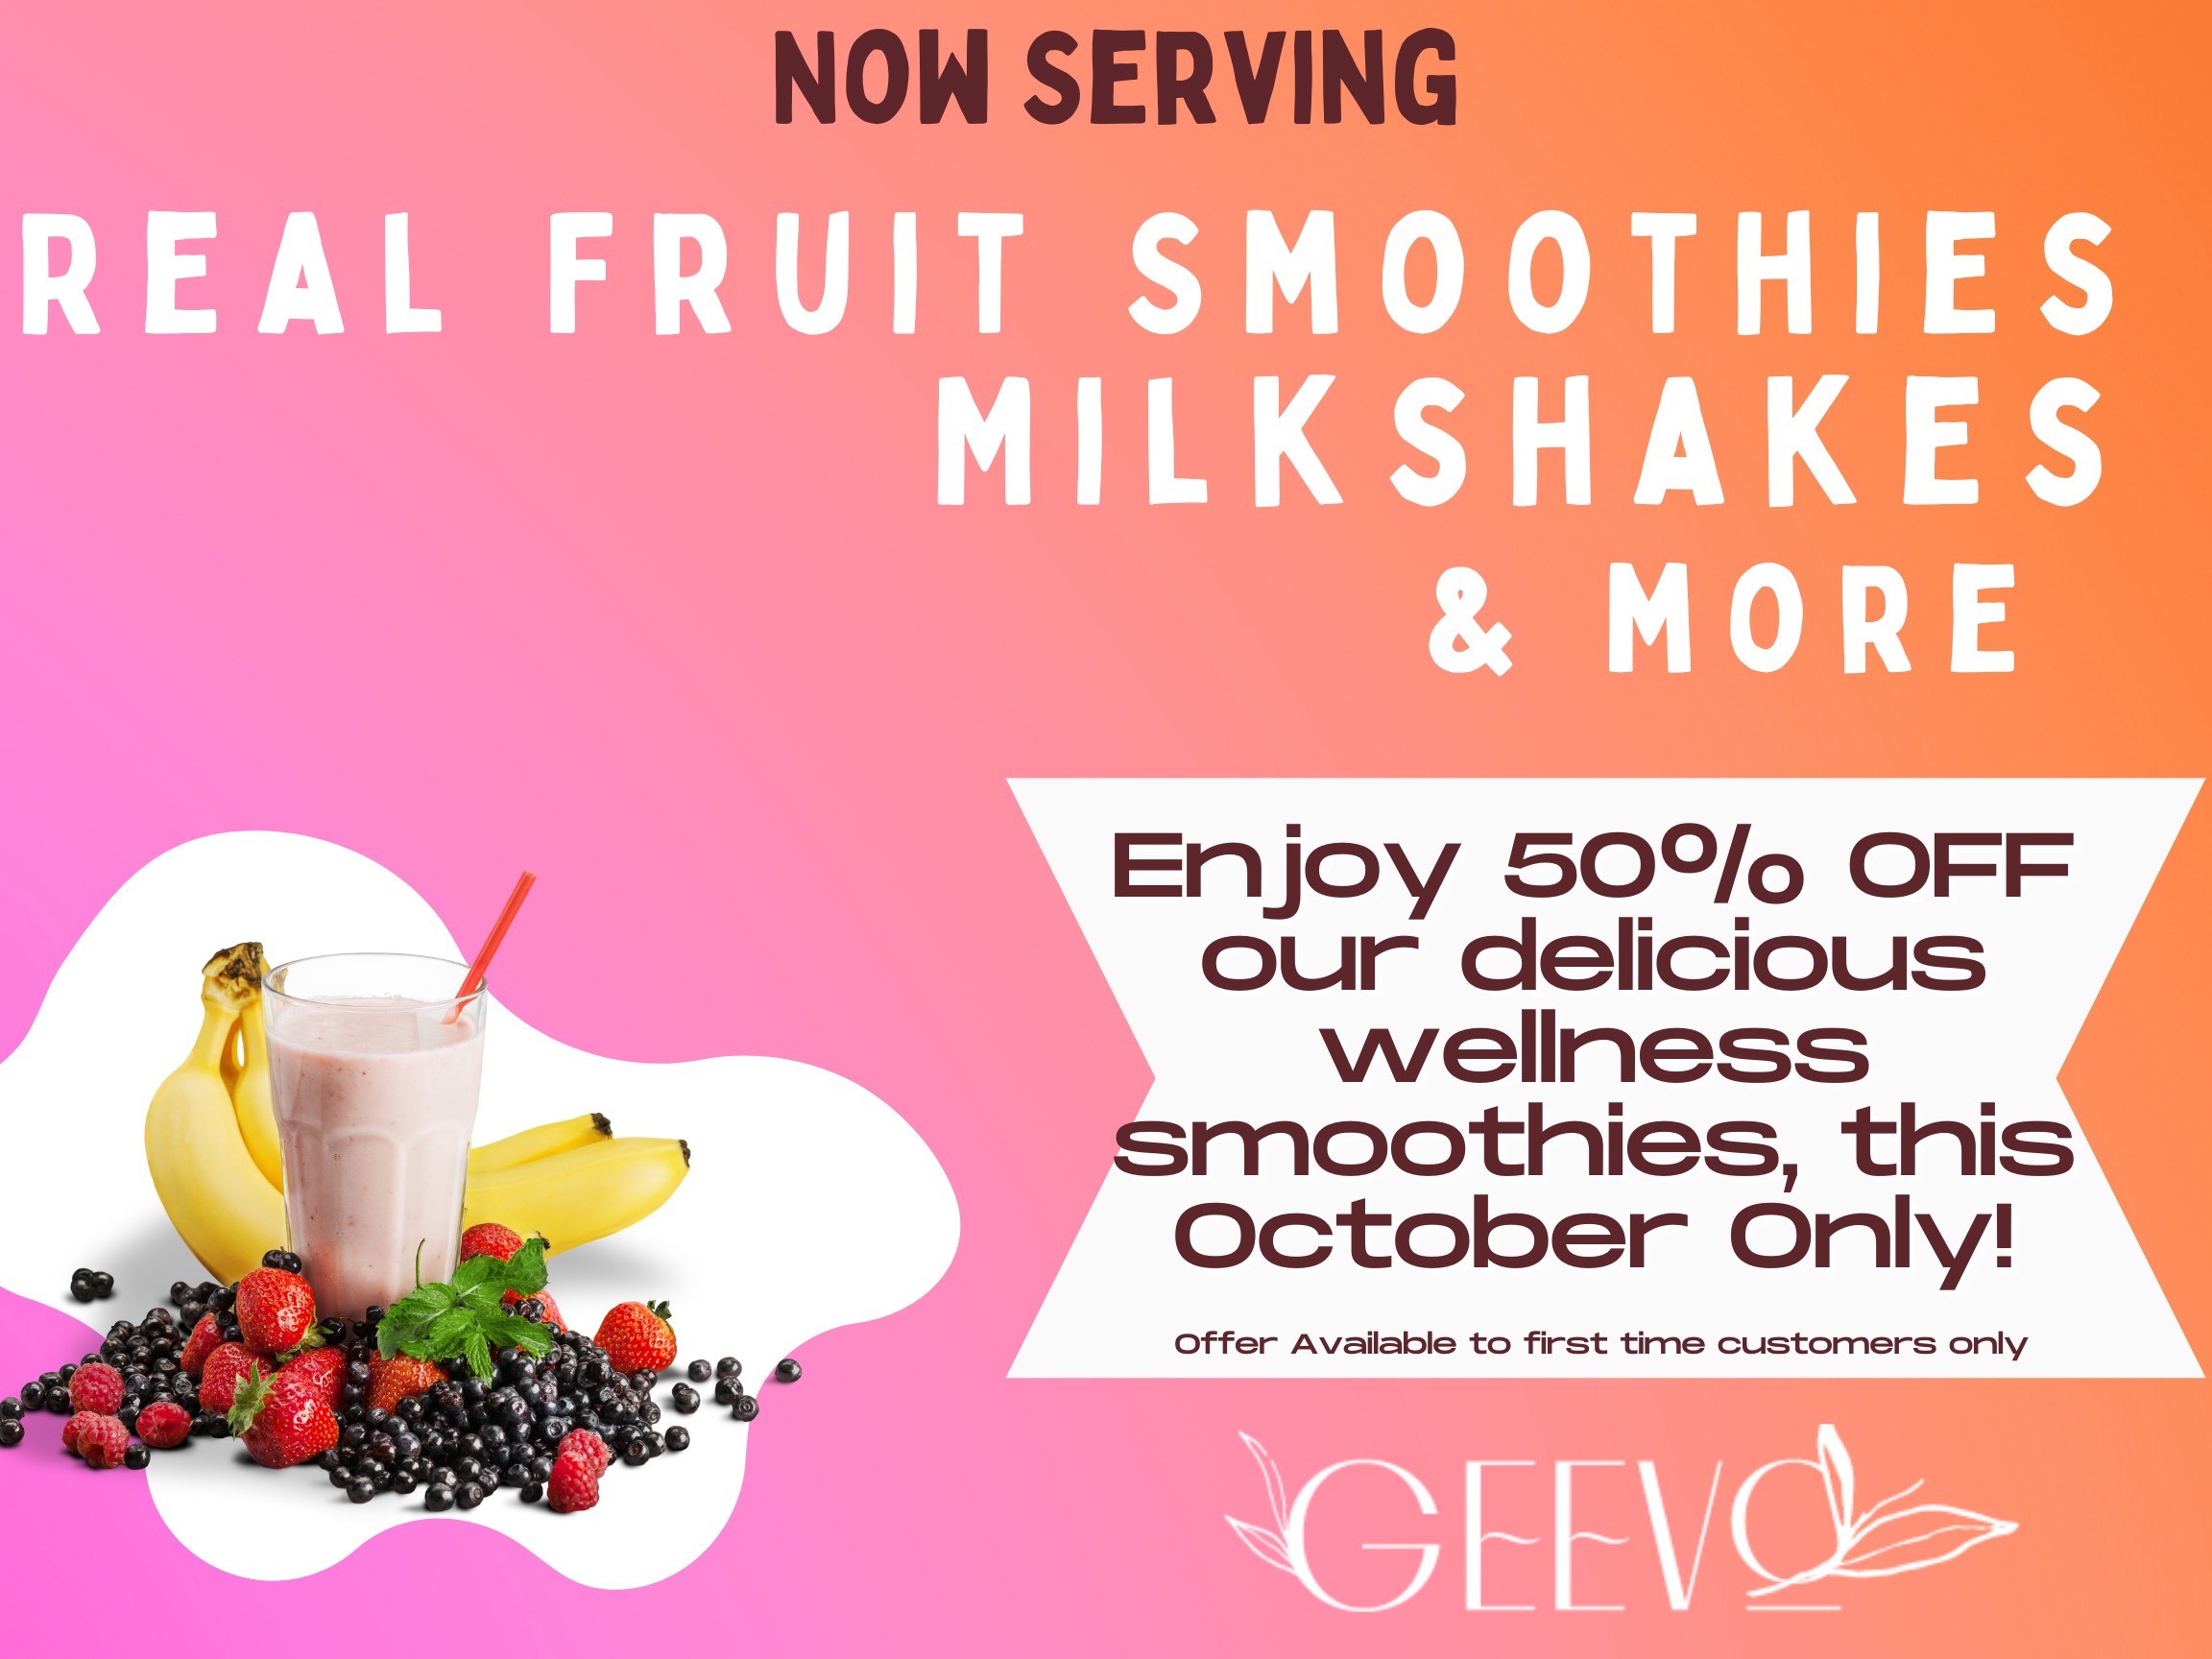 NOW SERVING
REAL FRUIT SMOOTHIES
MILKSHAKES
& MORE
Enjoy 50% OFF
our delicious
wellness
smoothies, this
October Only!
Offer Available to first time customers only
GEEVO